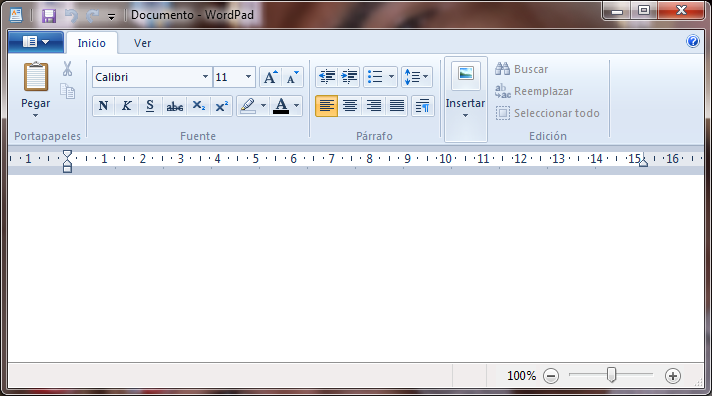 Documento - WordPad
Inicio Ver
Calibri 11
Pegar
N K S abc X₂ X² A
Insertar
Buscar
Reemplazar
Seleccionar todo
Portapapeles Fuente Párrafo Edición
1 1 2 3 4 5 6 7 8 9 10 11 12 13 14 15 16
100%